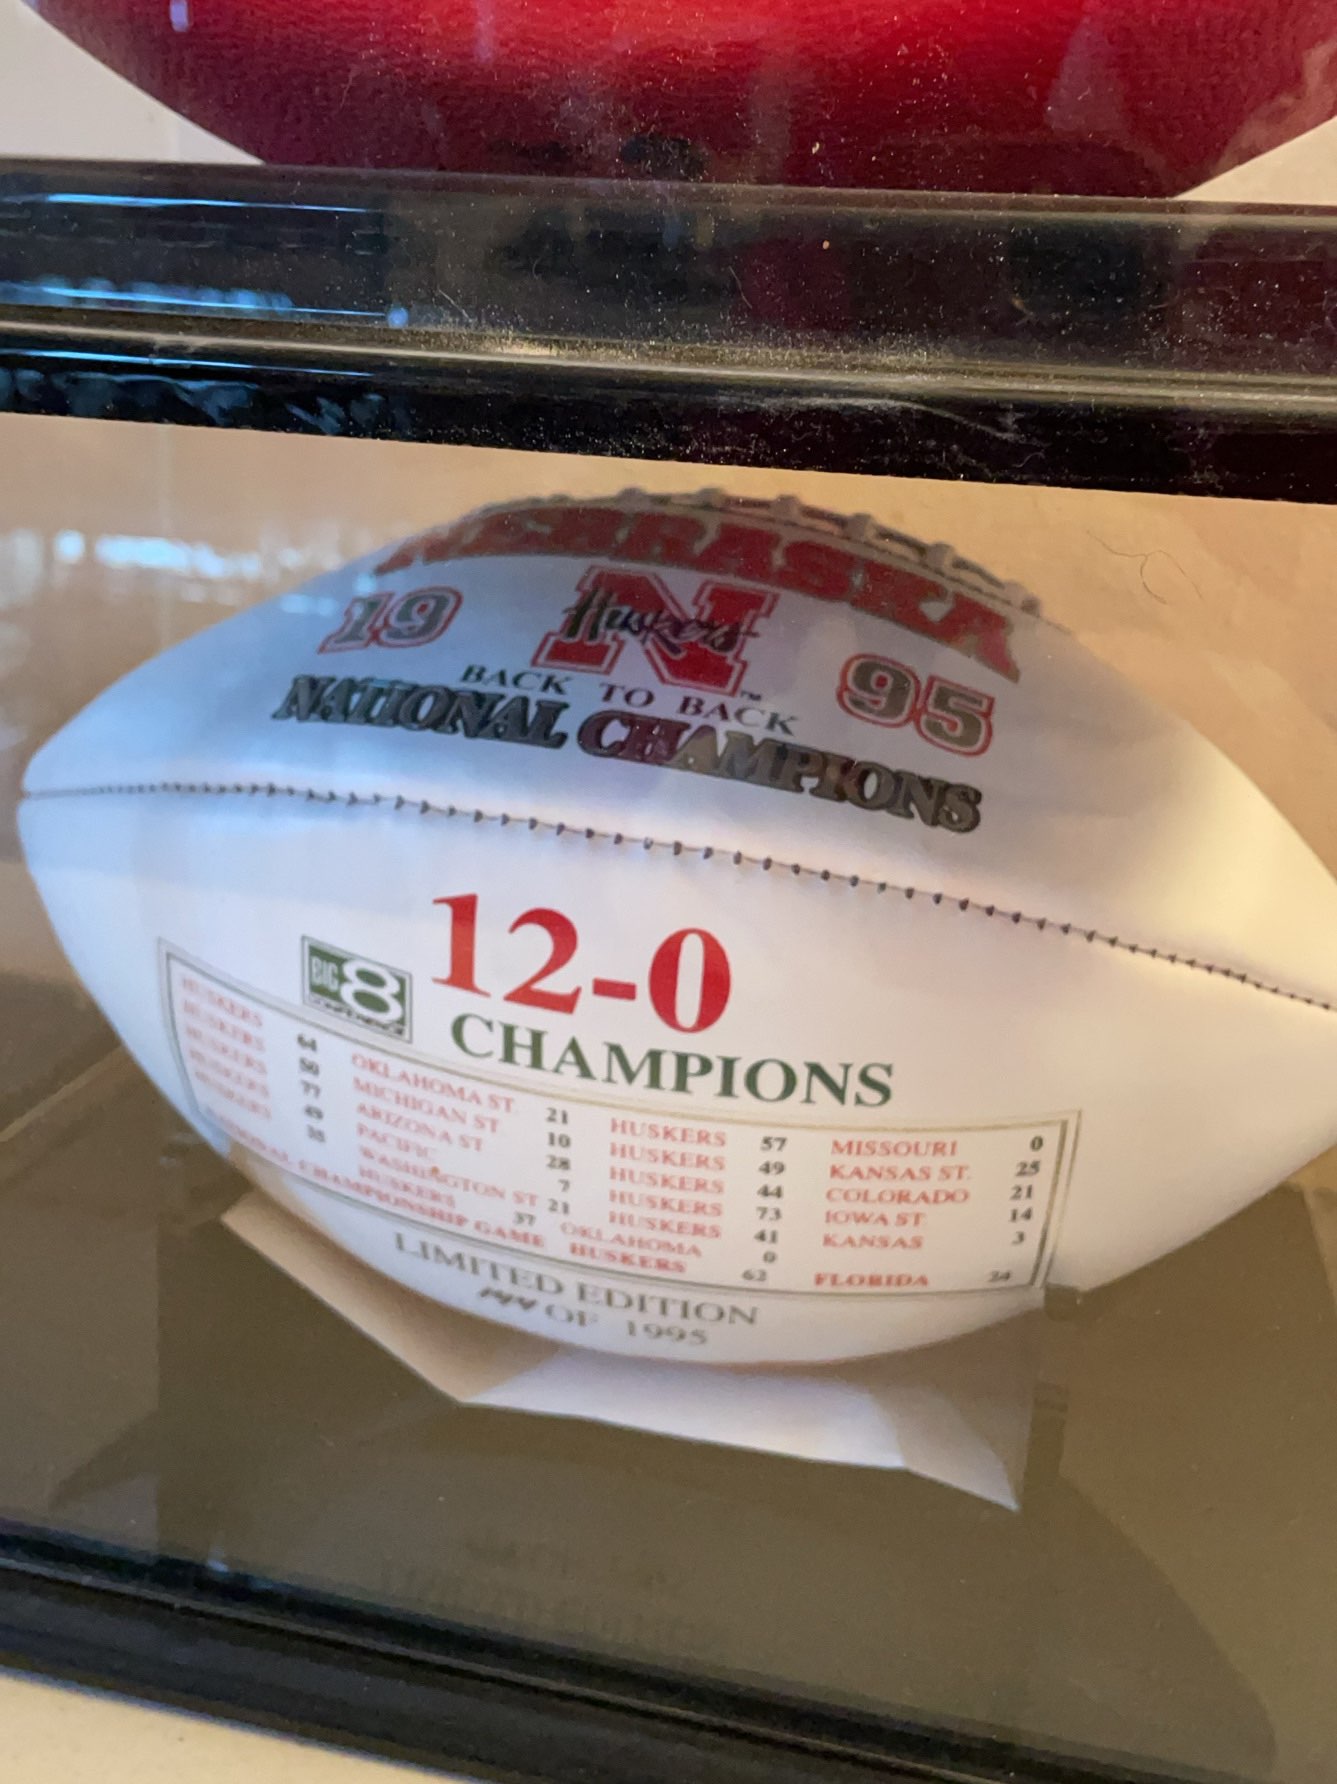 NEBRASKA
19 N Huskers 95
BACK TO BACK
NATIONAL CHAMPIONS
12-0
BIG 8 CONFERENCE
CHAMPIONS
HUSKERS 64 OKLAHOMA ST. 21
HUSKERS 50 MICHIGAN ST 10
HUSKERS 77 ARIZONA ST 28
HUSKERS 49 PACIFIC 7
HUSKERS 35 WASHINGTON ST 21
HUSKERS 57 MISSOURI 0
HUSKERS 49 KANSAS ST. 25
HUSKERS 44 COLORADO 21
HUSKERS 73 IOWA ST 14
HUSKERS 41 KANSAS 3
HUSKERS 37 OKLAHOMA 0
NATIONAL CHAMPIONSHIP GAME HUSKERS 62 FLORIDA 24
LIMITED EDITION
OF 1995